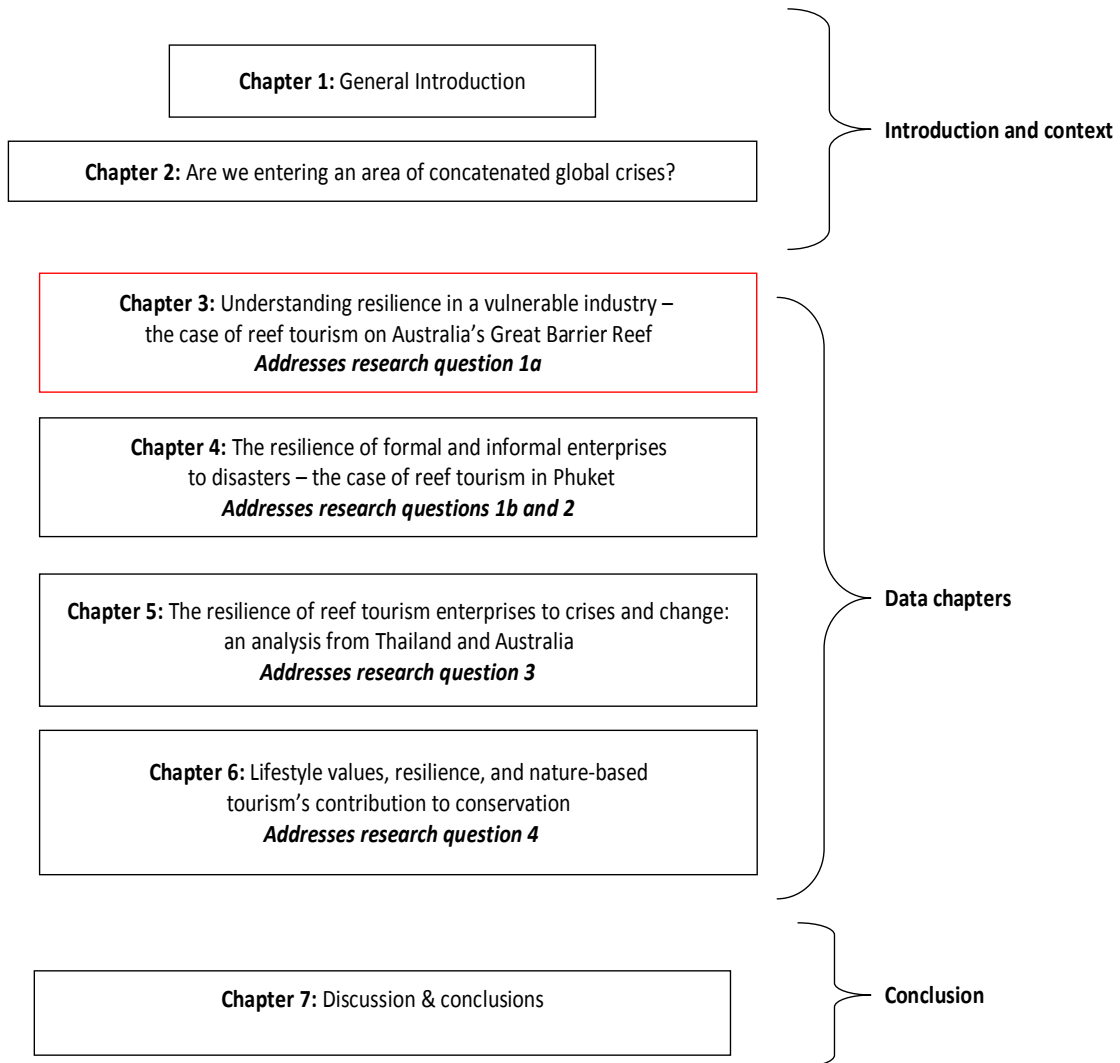 Chapter 1: General Introduction
Introduction and context
Chapter 2: Are we entering an area of concatenated global crises?
Chapter 3: Understanding resilience in a vulnerable industry –
the case of reef tourism on Australia’s Great Barrier Reef
Addresses research question 1a
Chapter 4: The resilience of formal and informal enterprises
to disasters – the case of reef tourism in Phuket
Addresses research questions 1b and 2
Chapter 5: The resilience of reef tourism enterprises to crises and change:
an analysis from Thailand and Australia
Addresses research question 3
Data chapters
Chapter 6: Lifestyle values, resilience, and nature-based
tourism’s contribution to conservation
Addresses research question 4
Chapter 7: Discussion & conclusions
Conclusion